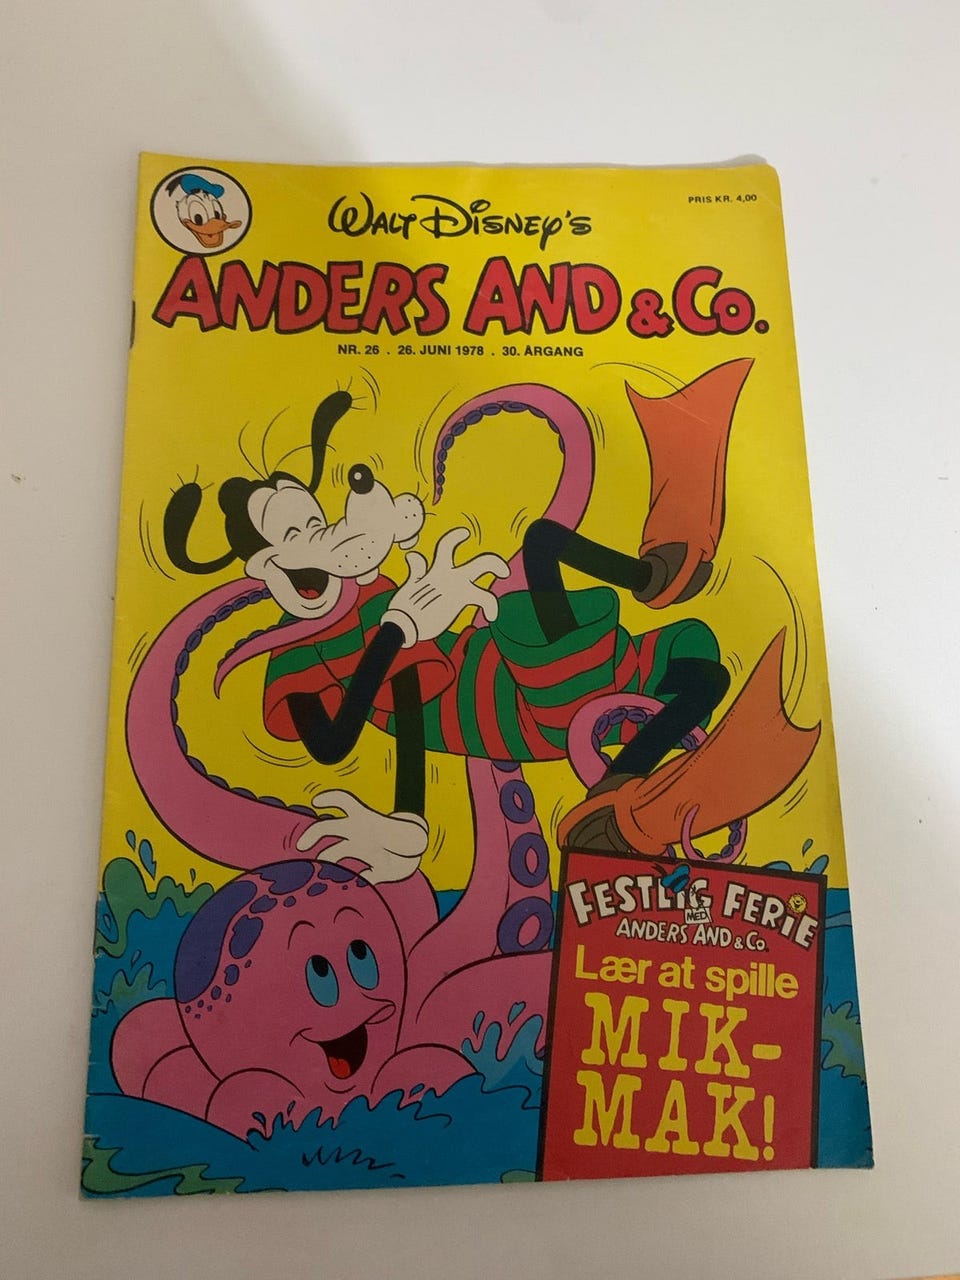 WALT DISNEY'S
PRIS KR. 4,00
ANDERS AND & CO.
NR. 26 . 26. JUNI 1978 . 30. ÅRGANG
FESTLIG FERIE
MED
ANDERS AND & CO.
Lær at spille
MIK-
MAK!